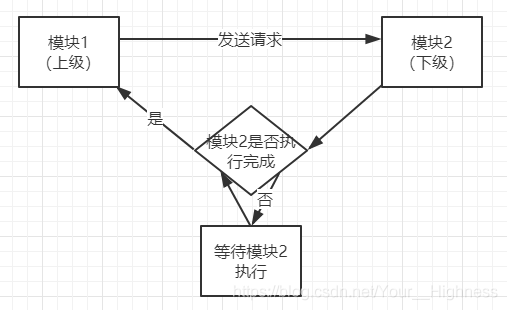 模块1
（上级）
发送请求
模块2
（下级）
是
模块2是否执
行完成
否
等待模块2
执行
https://blog.csdn.net/Your__Highness